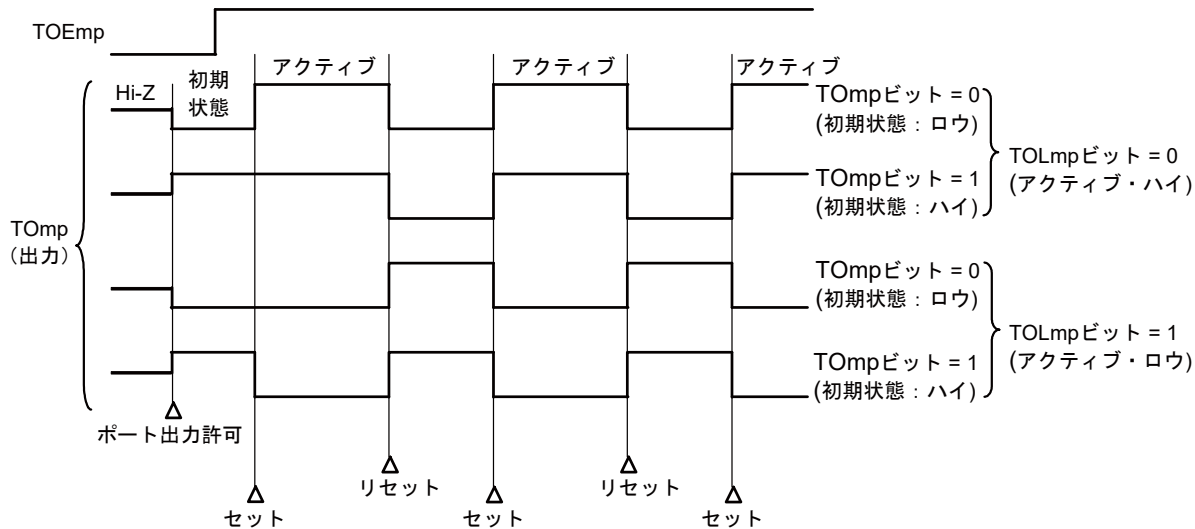 TOEmp
アクティブ
アクティブ
アクティブ
Hi-Z
初期
状態
TOmpビット = 0
(初期状態：ロウ)
TOLmpビット = 0
(アクティブ・ハイ)
TOmpビット = 1
(初期状態：ハイ)
TOmp
（出力）
TOmpビット = 0
(初期状態：ロウ)
TOLmpビット = 1
(アクティブ・ロウ)
TOmpビット = 1
(初期状態：ハイ)
ポート出力許可
リセット
リセット
セット
セット
セット